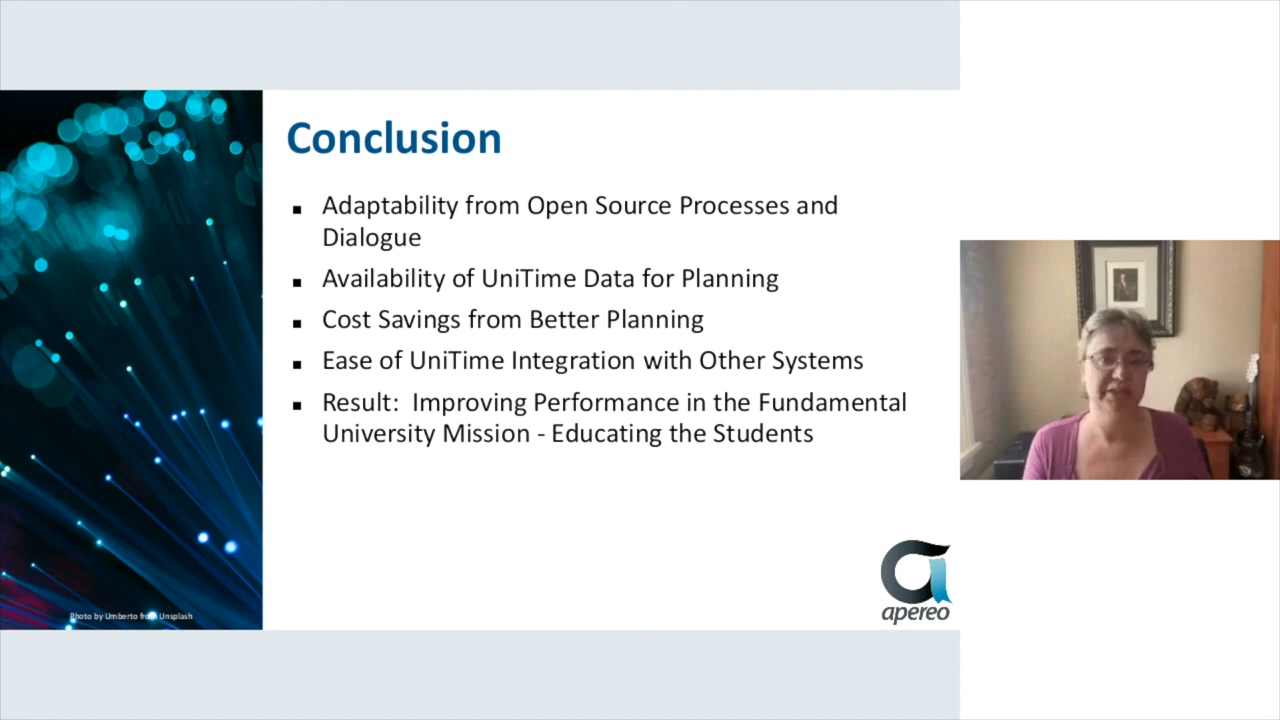 Conclusion
Adaptability from Open Source Processes and
Dialogue
Availability of UniTime Data for Planning
Cost Savings from Better Planning
Ease of UniTime Integration with Other Systems
Result: Improving Performance in the Fundamental
University Mission - Educating the Students
Photo by Umberto from Unsplash
apereo